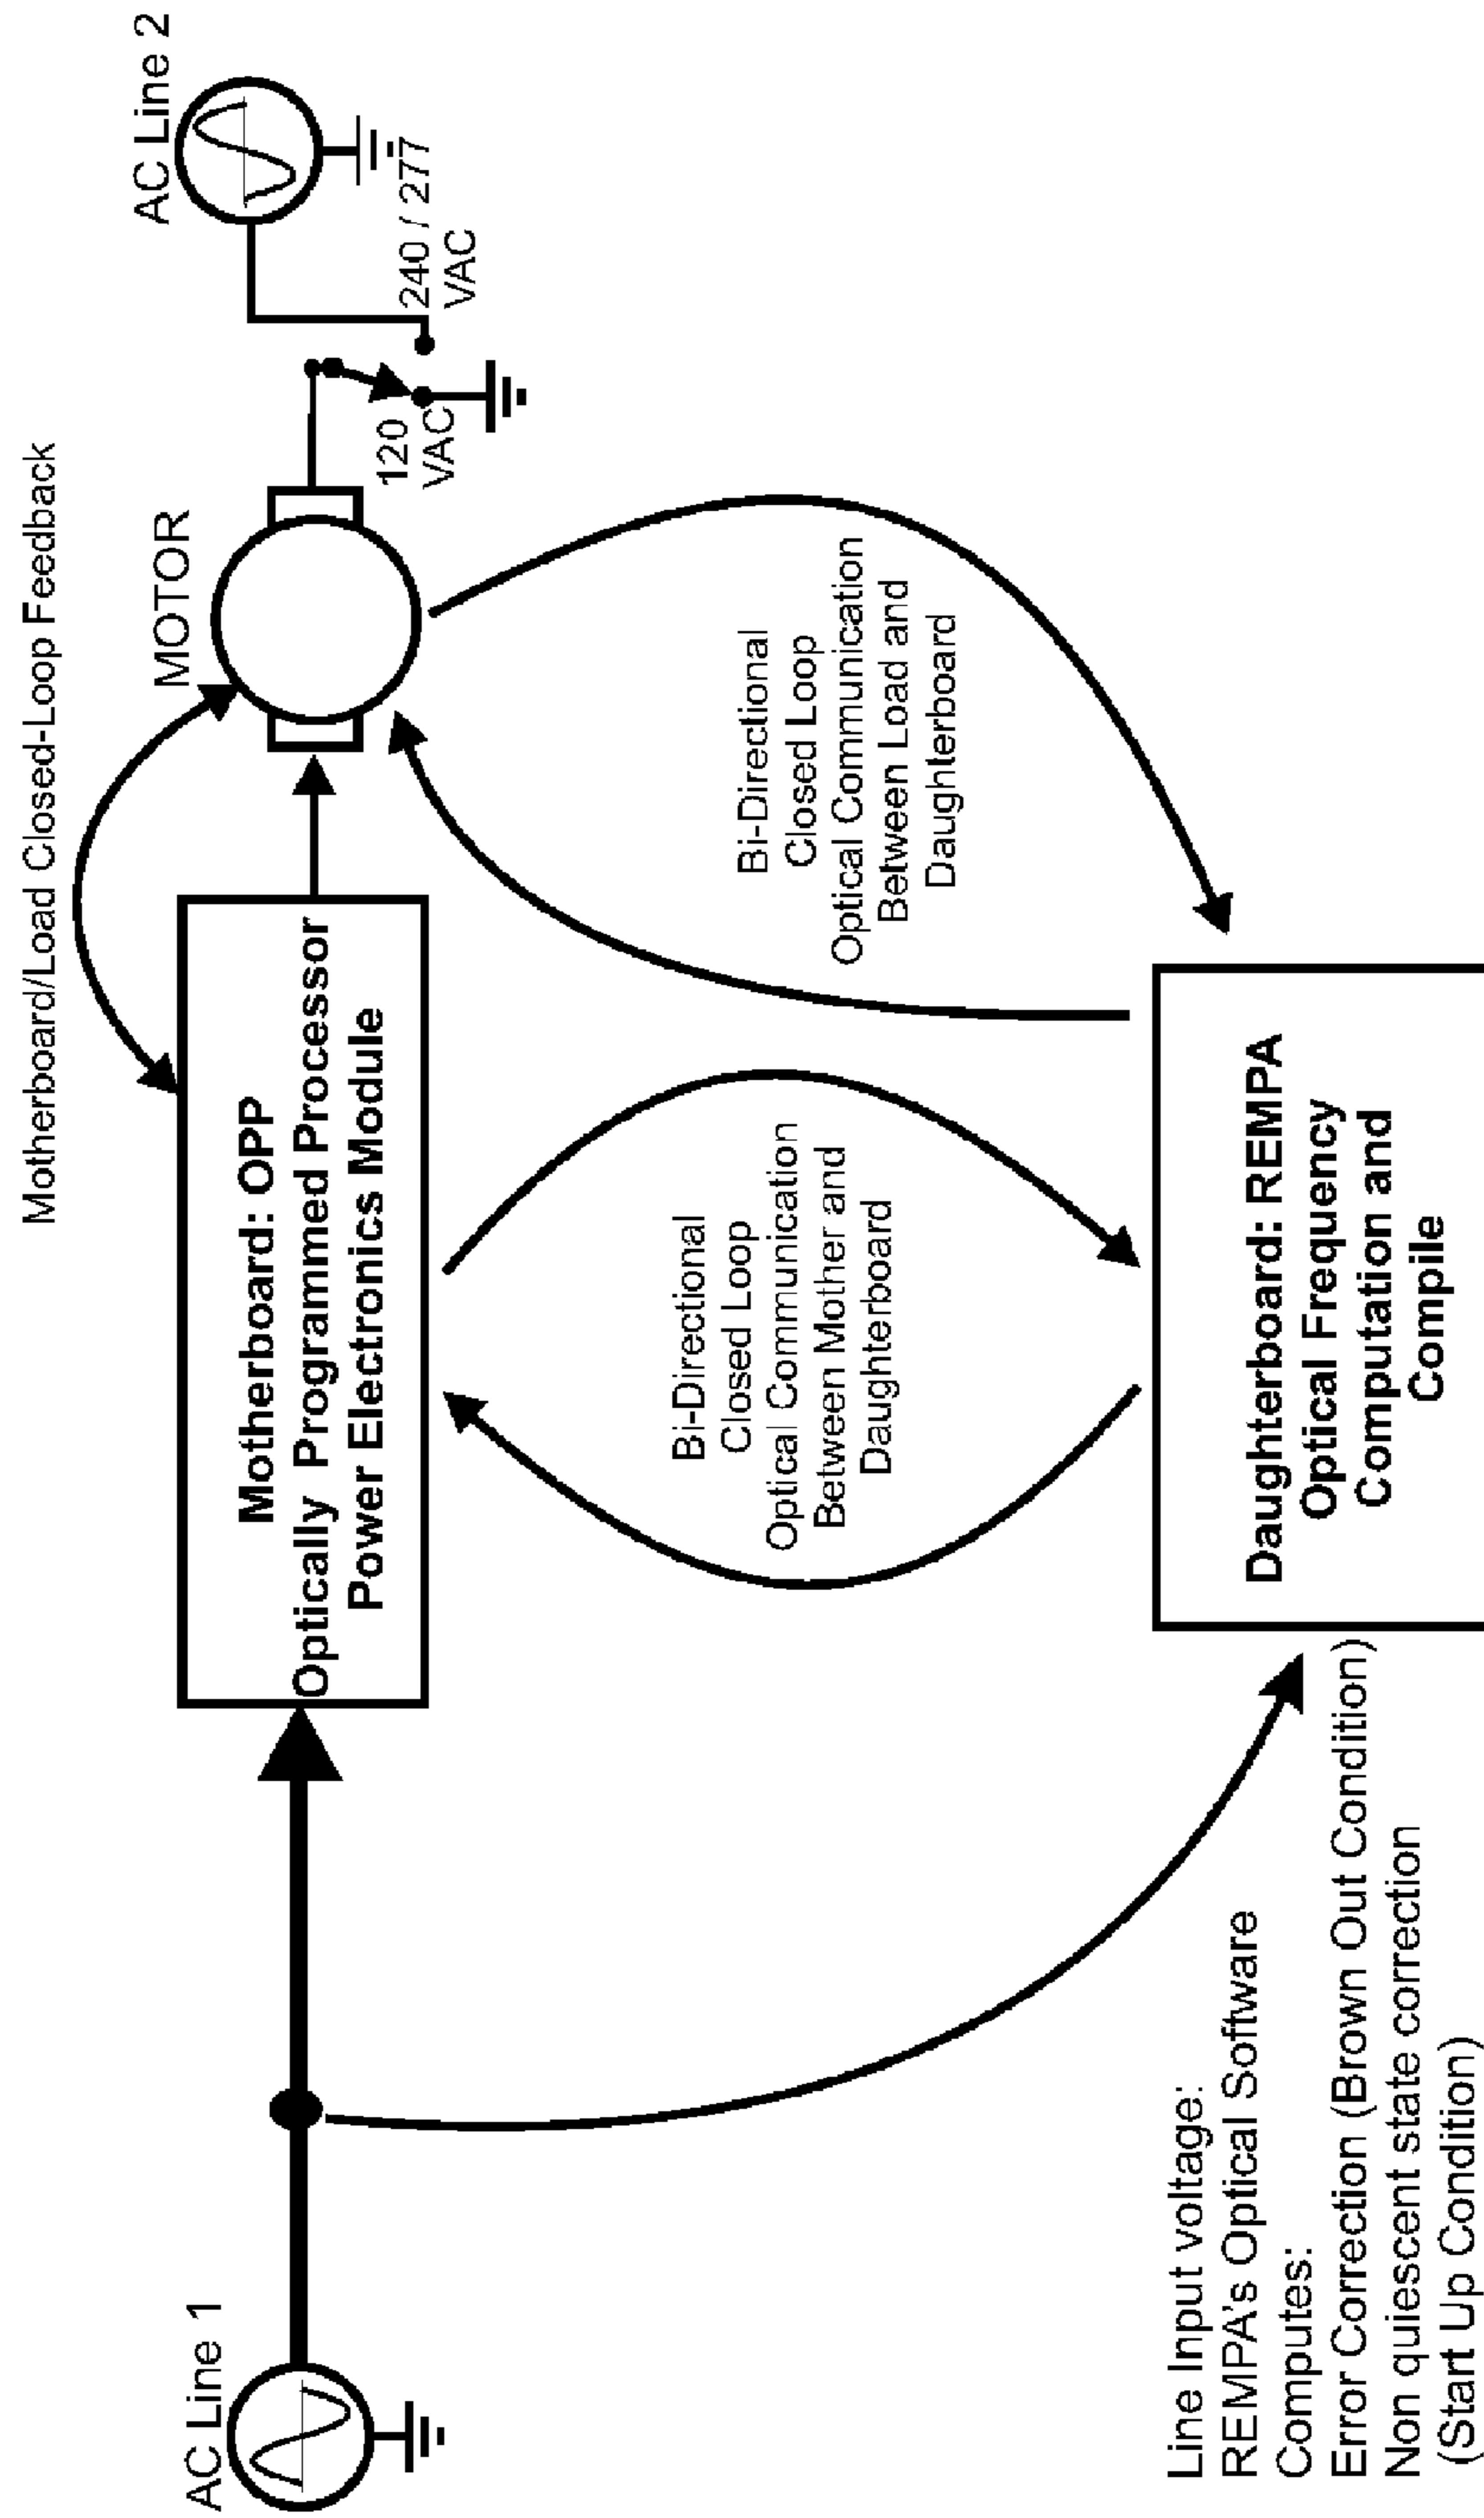 Motherboard/Load Closed-Loop Feedback
AC Line 1
MOTOR
AC Line 2
Motherboard: OPP
Optically Programmed Processor
Power Electronics Module
120
VAC
240 / 277
VAC
Bi-Directional
Closed Loop
Optical Communication
Between Mother and
Daughterboard
Bi-Directional
Closed Loop
Optical Communication
Between Load and
Daughterboard
Line Input voltage:
REMPA's Optical Software
Computes:
Error Correction (Brown Out Condition)
Non quiescent state correction
(Start Up Condition)
Daughterboard: REMPA
Optical Frequency
Computation and
Compile